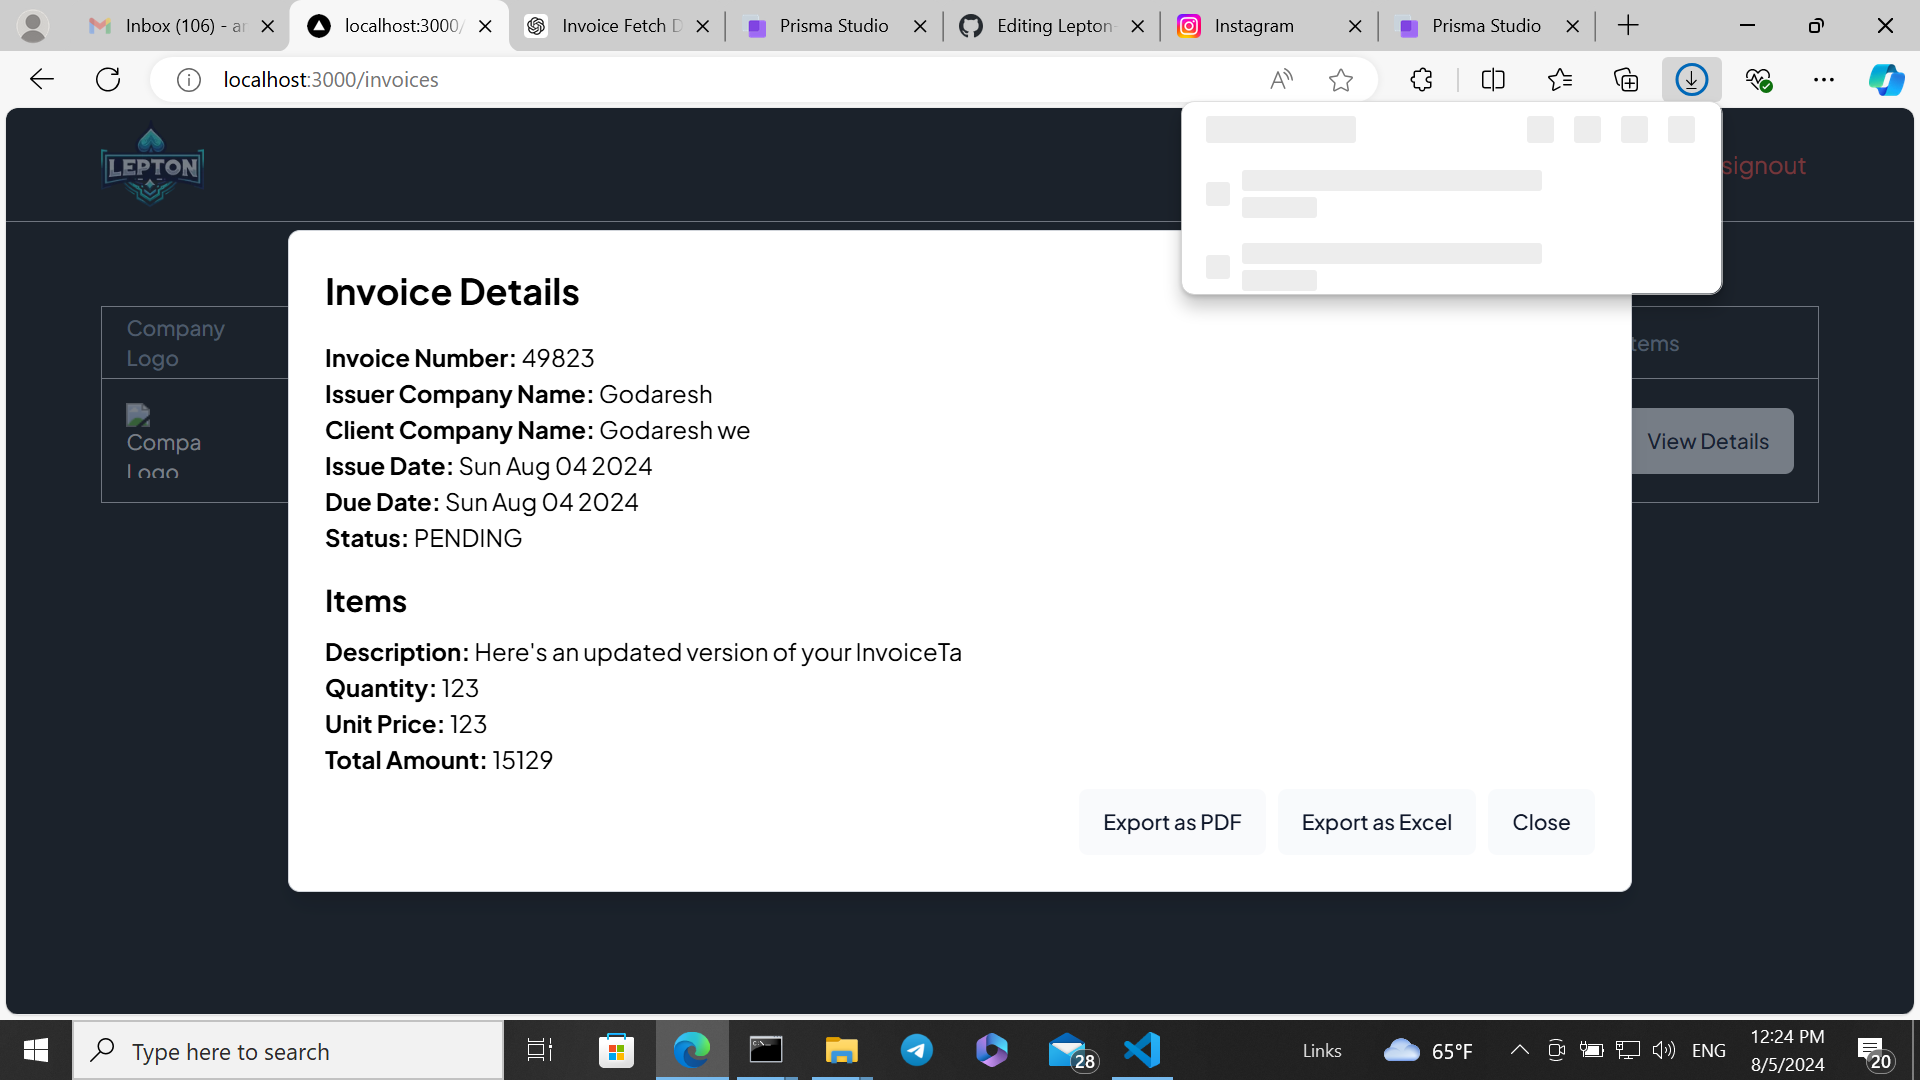 Inbox (106) - ar
localhost:3000/
Invoice Fetch D
Prisma Studio
Editing Lepton-
Instagram
Prisma Studio
localhost:3000/invoices
LEPTON
signout
Company
Logo
Items
Compa
Logo
View Details
Invoice Details
Invoice Number: 49823
Issuer Company Name: Godaresh
Client Company Name: Godaresh we
Issue Date: Sun Aug 04 2024
Due Date: Sun Aug 04 2024
Status: PENDING
Items
Description: Here's an updated version of your InvoiceTa
Quantity: 123
Unit Price: 123
Total Amount: 15129
Export as PDF
Export as Excel
Close
Type here to search
28
Links
65°F
ENG
12:24 PM
8/5/2024
20